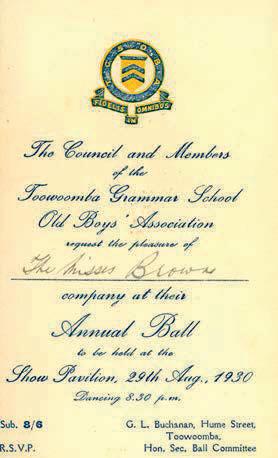 T.G.S.O.B.A.
FIDELIS IN OMNIBUS
The Council and Members
of the
Toowoomba Grammar School
Old Boys' Association
request the pleasure of
The Misses Browne
company at their
Annual Ball
to be held at the
Show Pavilion, 29th Aug., 1930
Dancing 8.30 p.m.
Sub. 8/6
G. L. Buchanan, Hume Street,
Toowoomba,
R.S.V.P.
Hon. Sec. Ball Committee